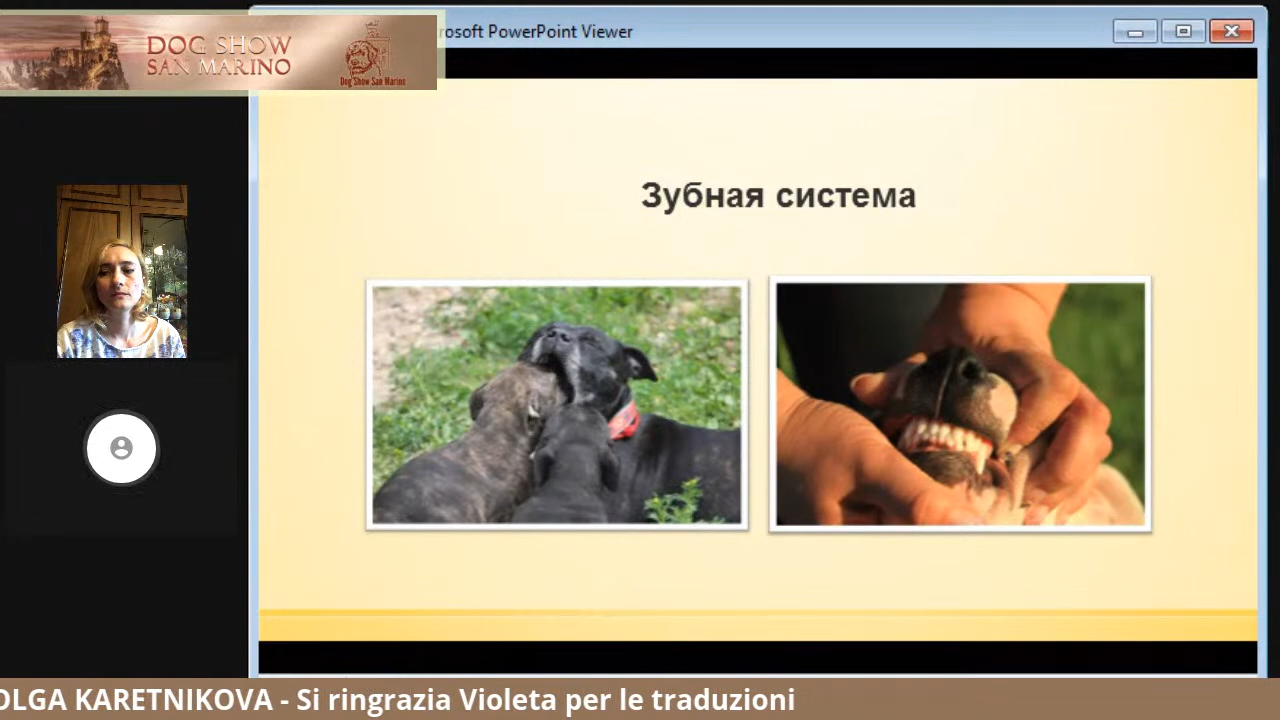 DOG SHOW
SAN MARINO
Dog Show San Marino
rosoft PowerPoint Viewer
Зубная система
OLGA KARETNIKOVA - Si ringrazia Violeta per le traduzioni